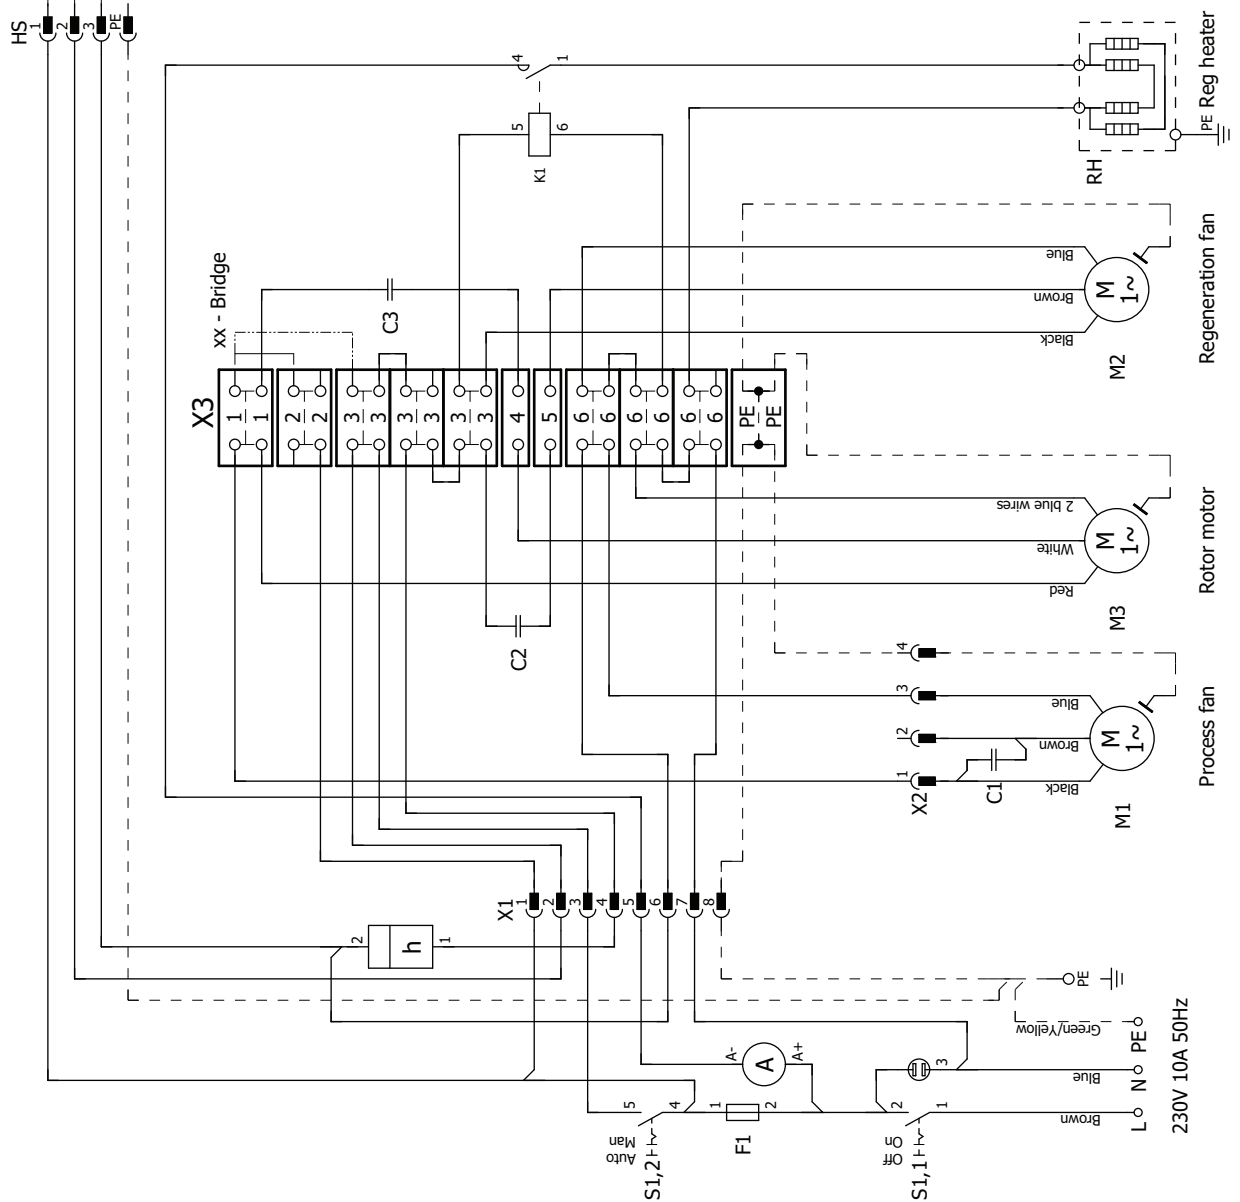 HS
1
2
3
PE
4
1
5
6
K1
RH
PE
Reg heater
xx - Bridge
C3
Blue
Brown
Black
M
1~
M2
Regeneration fan
X3
1
1
2
2
3
3
3
3
3
3
4
5
6
6
6
6
6
6
PE
PE
2 blue wires
White
Red
M
1~
M3
Rotor motor
C2
4
3
2
1
X2
C1
Blue
Brown
Black
M
1~
M1
Process fan
X1
1
2
3
4
5
6
7
8
2
h
1
PE
Green/Yellow
A-
A
A+
3
Blue
5
4
1
2
2
1
Brown
F1
Auto
Man
S1,2
Off
On
S1,1
L
N
PE
230V 10A 50Hz